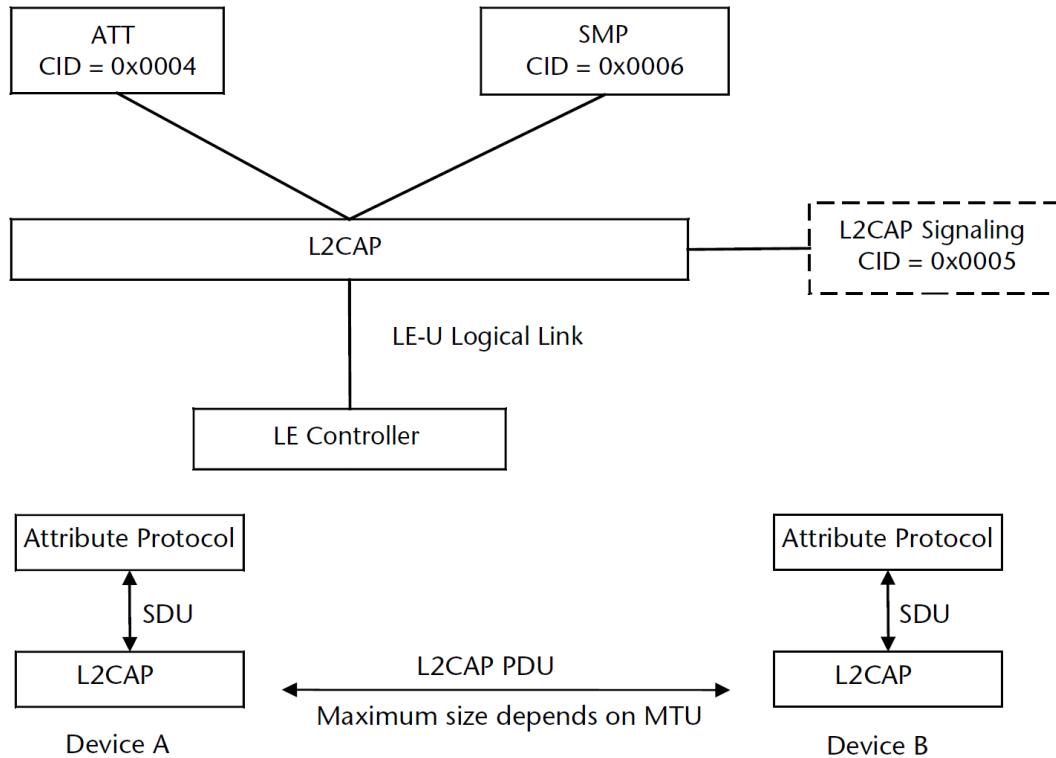 ATT
CID = 0x0004
SMP
CID = 0x0006
L2CAP
L2CAP Signaling
CID = 0x0005
LE-U Logical Link
LE Controller
Attribute Protocol
SDU
L2CAP
Device A
L2CAP PDU
Maximum size depends on MTU
Attribute Protocol
SDU
L2CAP
Device B